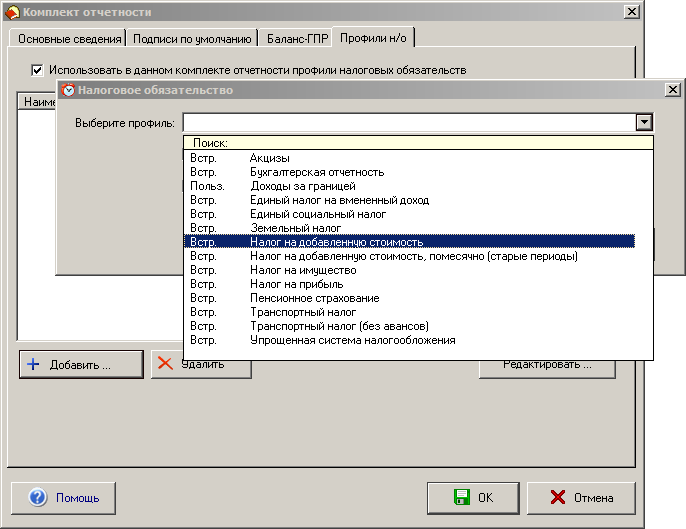 Комплект отчетности
Основные сведения Подписи по умолчанию Баланс-ГПР Профили н/о
Использовать в данном комплекте отчетности профили налоговых обязательств
Наиме
Налоговое обязательство
Выберите профиль:
Поиск:
Встр. Акцизы
Встр. Бухгалтерская отчетность
Польз. Доходы за границей
Встр. Единый налог на вмененный доход
Встр. Единый социальный налог
Встр. Земельный налог
Встр. Налог на добавленную стоимость
Встр. Налог на добавленную стоимость, помесячно (старые периоды)
Встр. Налог на имущество
Встр. Налог на прибыль
Встр. Пенсионное страхование
Встр. Транспортный налог
Встр. Транспортный налог (без авансов)
Встр. Упрощенная система налогообложения
Добавить ... Удалить Редактировать ...
Помощь OK Отмена